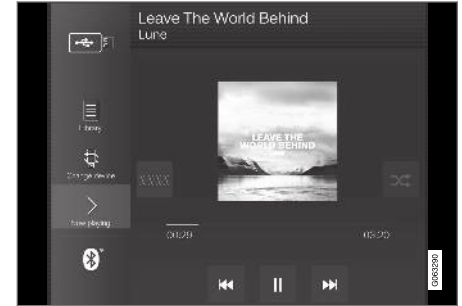 Leave The World Behind
Lune
Library
LEAVE THE
WORLD BEHIND
Change device
XXXX
Now playing
00:29
03:20
G063290